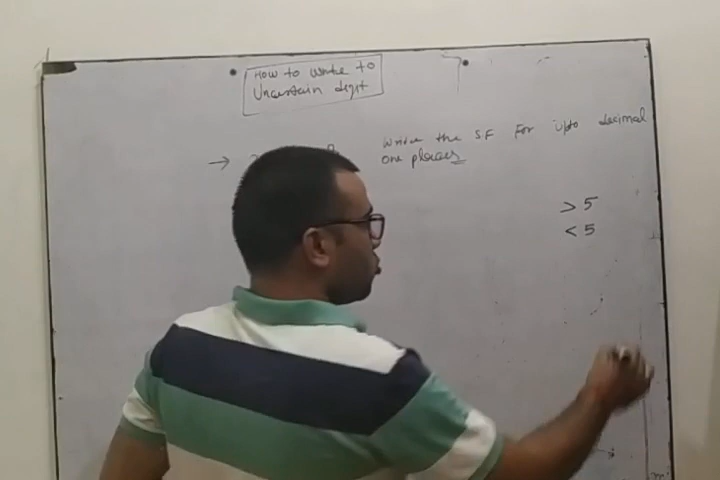 How to write to
Uncertain digit
→
write the SF For upto decimal
one places
> 5
< 5